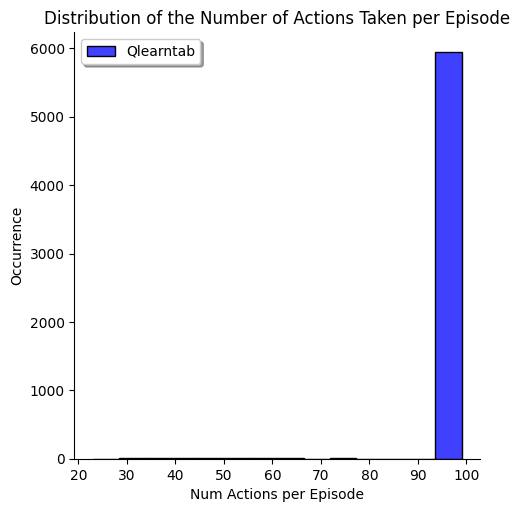 Distribution of the Number of Actions Taken per Episode
Qlearntab
6000
5000
4000
3000
2000
1000
0
Occurrence
20 30 40 50 60 70 80 90 100
Num Actions per Episode